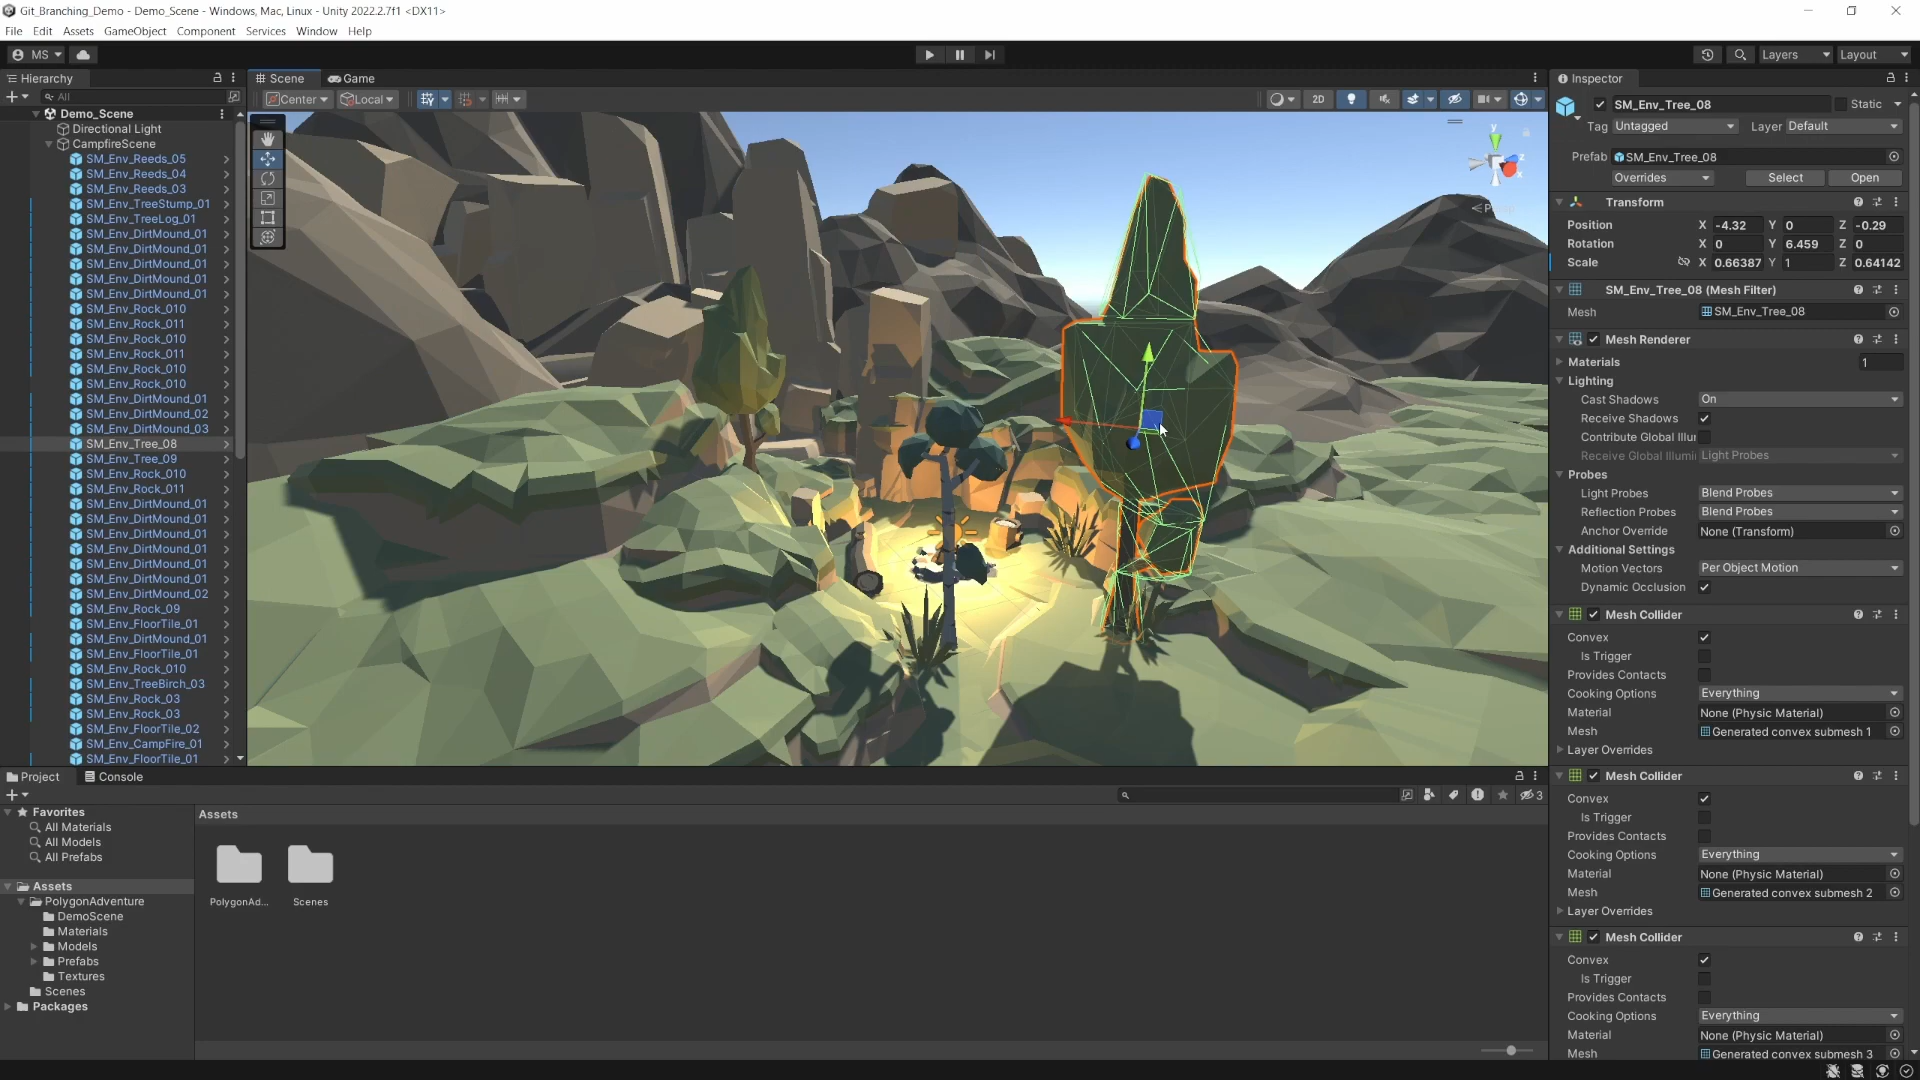 Git_Branching_Demo - Demo_Scene - Windows, Mac, Linux - Unity 2022.2.7f1 <DX11>
File Edit Assets GameObject Component Services Window Help
MS Layers Layout
Hierarchy
All
Demo_Scene
Directional Light
CampfireScene
SM_Env_Reeds_05
SM_Env_Reeds_04
SM_Env_Reeds_03
SM_Env_TreeStump_01
SM_Env_TreeLog_01
SM_Env_DirtMound_01
SM_Env_DirtMound_01
SM_Env_DirtMound_01
SM_Env_DirtMound_01
SM_Env_DirtMound_01
SM_Env_Rock_010
SM_Env_Rock_011
SM_Env_Rock_010
SM_Env_Rock_011
SM_Env_Rock_010
SM_Env_Rock_010
SM_Env_DirtMound_01
SM_Env_DirtMound_02
SM_Env_DirtMound_03
SM_Env_Tree_08
SM_Env_Tree_09
SM_Env_Rock_010
SM_Env_Rock_011
SM_Env_DirtMound_01
SM_Env_DirtMound_01
SM_Env_DirtMound_01
SM_Env_DirtMound_01
SM_Env_DirtMound_01
SM_Env_DirtMound_01
SM_Env_DirtMound_02
SM_Env_Rock_09
SM_Env_FloorTile_01
SM_Env_DirtMound_01
SM_Env_FloorTile_01
SM_Env_Rock_010
SM_Env_TreeBirch_03
SM_Env_Rock_03
SM_Env_Rock_03
SM_Env_FloorTile_02
SM_Env_CampFire_01
SM_Env_FloorTile_01
Scene Game
Center Local 2D
y
z
x
Inspector
SM_Env_Tree_08 Static
Tag Untagged Layer Default
Prefab SM_Env_Tree_08
Overrides Select Open
Transform
Position X -4.32 Y 0 Z -0.29
Rotation X 0 Y 6.459 Z 0
Scale X 0.66387 Y 1 Z 0.64142
SM_Env_Tree_08 (Mesh Filter)
Mesh SM_Env_Tree_08
Mesh Renderer
Materials 1
Lighting
Cast Shadows On
Receive Shadows
Contribute Global Illui
Receive Global Illumi Light Probes
Probes
Light Probes Blend Probes
Reflection Probes Blend Probes
Anchor Override None (Transform)
Additional Settings
Motion Vectors Per Object Motion
Dynamic Occlusion
Mesh Collider
Convex
Is Trigger
Provides Contacts
Cooking Options Everything
Material None (Physic Material)
Mesh Generated convex submesh 1
Layer Overrides
Mesh Collider
Convex
Is Trigger
Provides Contacts
Cooking Options Everything
Material None (Physic Material)
Mesh Generated convex submesh 2
Layer Overrides
Mesh Collider
Convex
Is Trigger
Provides Contacts
Cooking Options Everything
Material None (Physic Material)
Mesh Generated convex submesh 3
Project Console
3
Favorites
All Materials
All Models
All Prefabs
Assets
PolygonAdventure
DemoScene
Materials
Models
Prefabs
Textures
Scenes
Packages
Assets
PolygonAd... Scenes